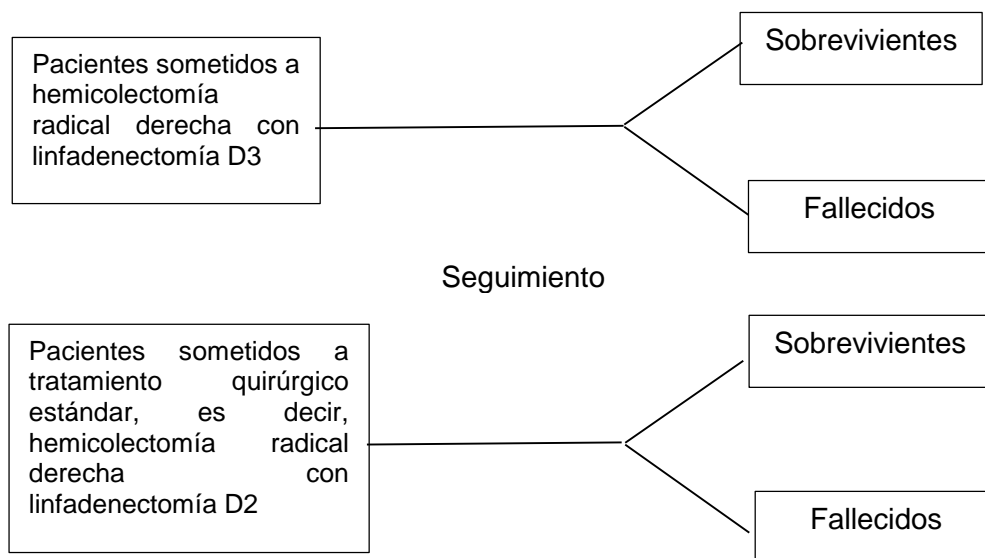 Sobrevivientes
Pacientes sometidos a
hemicolectomía
radical derecha con
linfadenectomía D3
Fallecidos
Seguimiento
Sobrevivientes
Pacientes sometidos a
tratamiento quirúrgico
estándar, es decir,
hemicolectomía radical
derecha con
linfadenectomía D2
Fallecidos